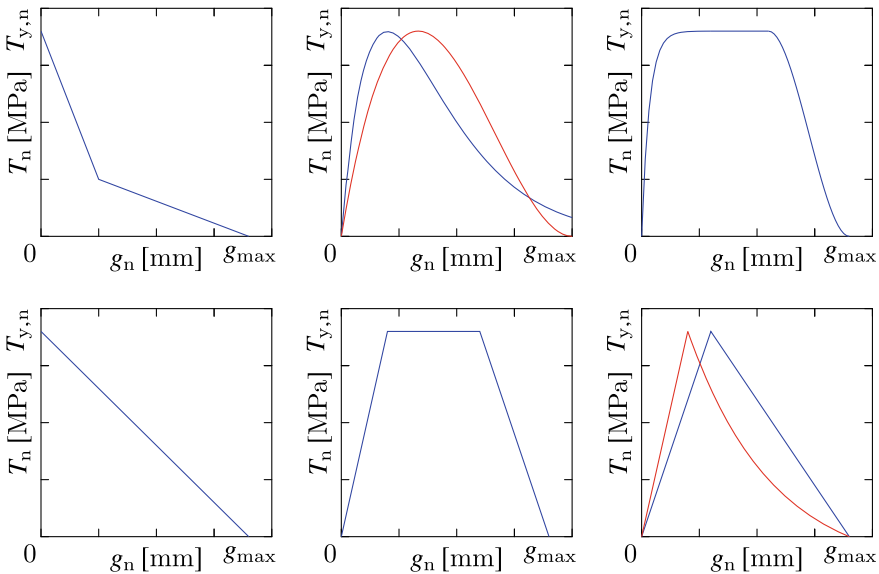 T_y,n
T_n [MPa]
0 g_n [mm] g_max
T_y,n
T_n [MPa]
0 g_n [mm] g_max
T_y,n
T_n [MPa]
0 g_n [mm] g_max
T_y,n
T_n [MPa]
0 g_n [mm] g_max
T_y,n
T_n [MPa]
0 g_n [mm] g_max
T_y,n
T_n [MPa]
0 g_n [mm] g_max